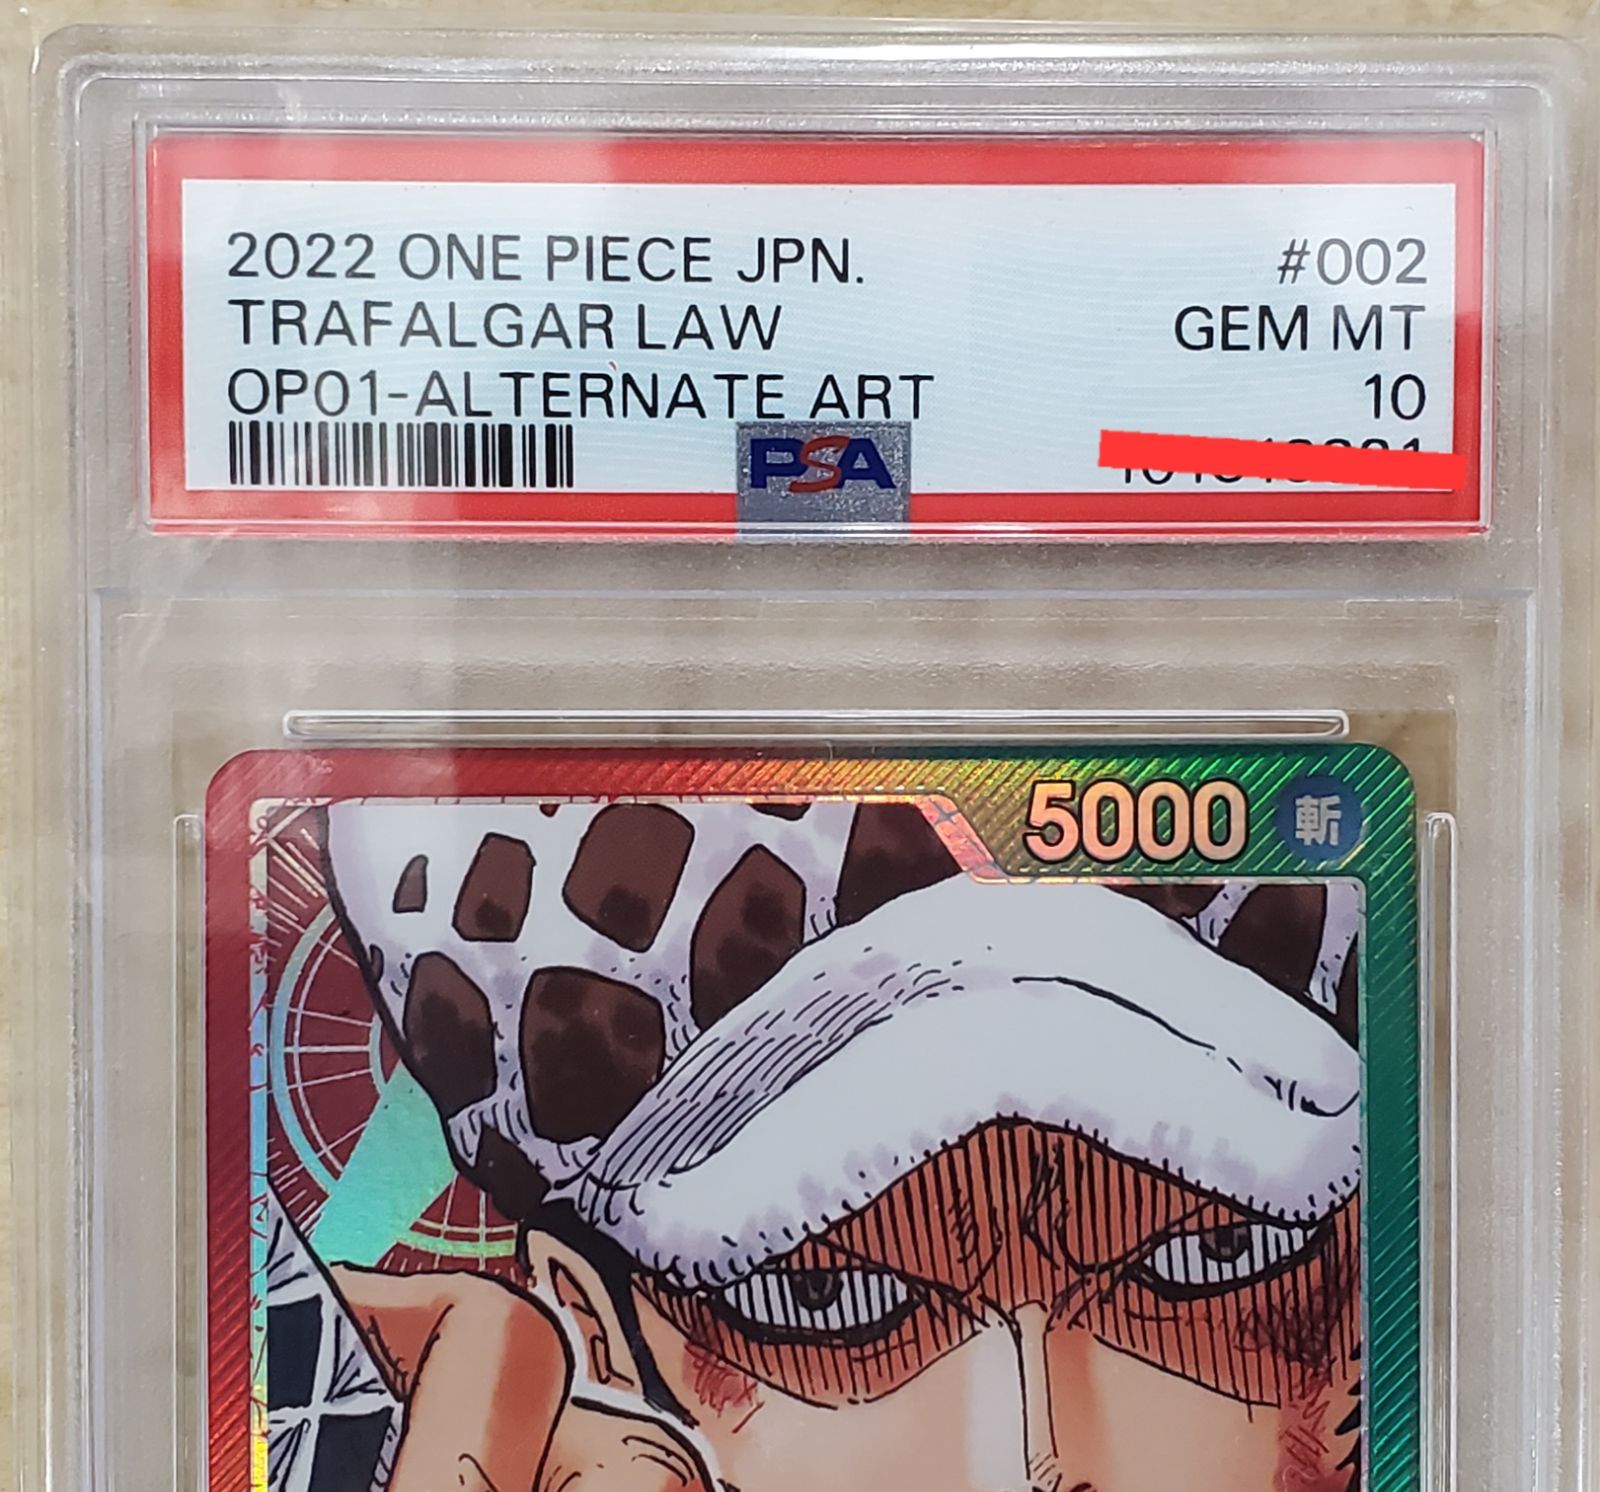 2022 ONE PIECE JPN. #002
TRAFALGAR LAW GEM MT
OP01-ALTERNATE ART 10
PSA
5000 斬